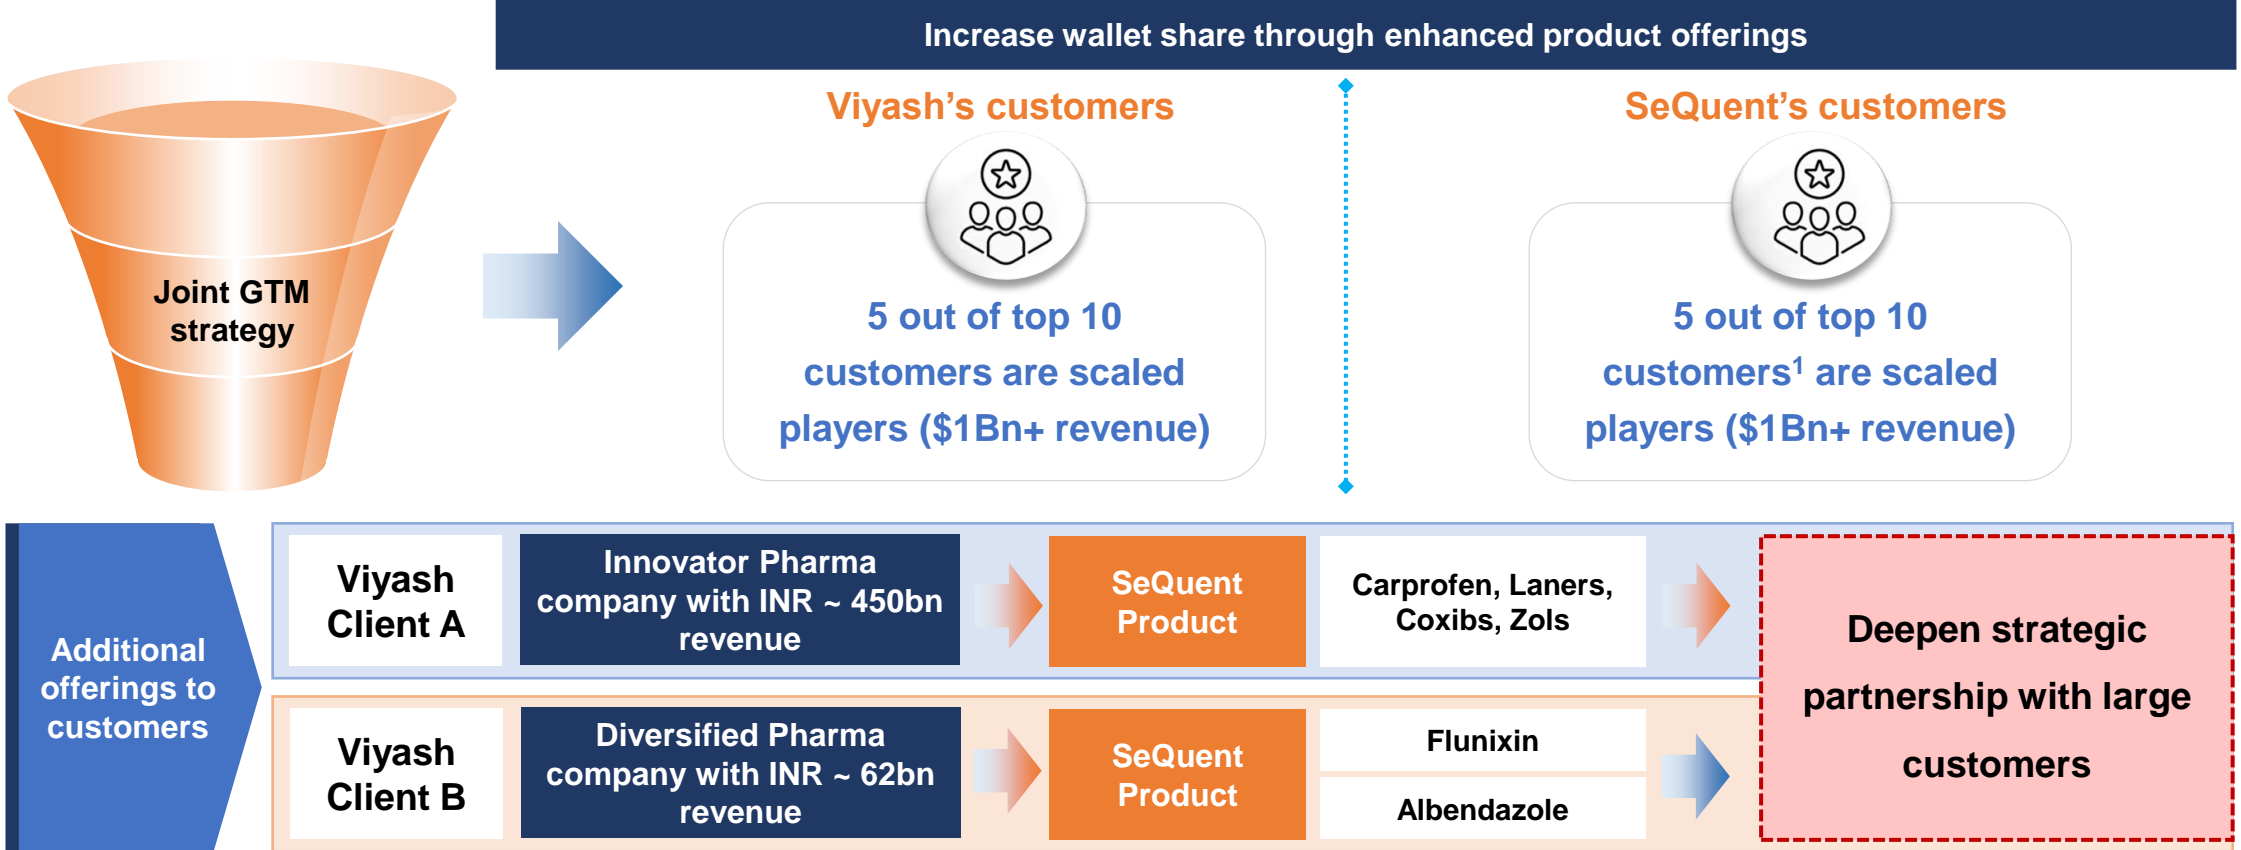 Increase wallet share through enhanced product offerings
Joint GTM
strategy
Viyash’s customers
5 out of top 10
customers are scaled
players ($1Bn+ revenue)
SeQuent’s customers
5 out of top 10
customers¹ are scaled
players ($1Bn+ revenue)
Additional
offerings to
customers
Viyash
Client A
Innovator Pharma
company with INR ~ 450bn
revenue
SeQuent
Product
Carprofen, Laners,
Coxibs, Zols
Viyash
Client B
Diversified Pharma
company with INR ~ 62bn
revenue
SeQuent
Product
Flunixin
Albendazole
Deepen strategic
partnership with large
customers